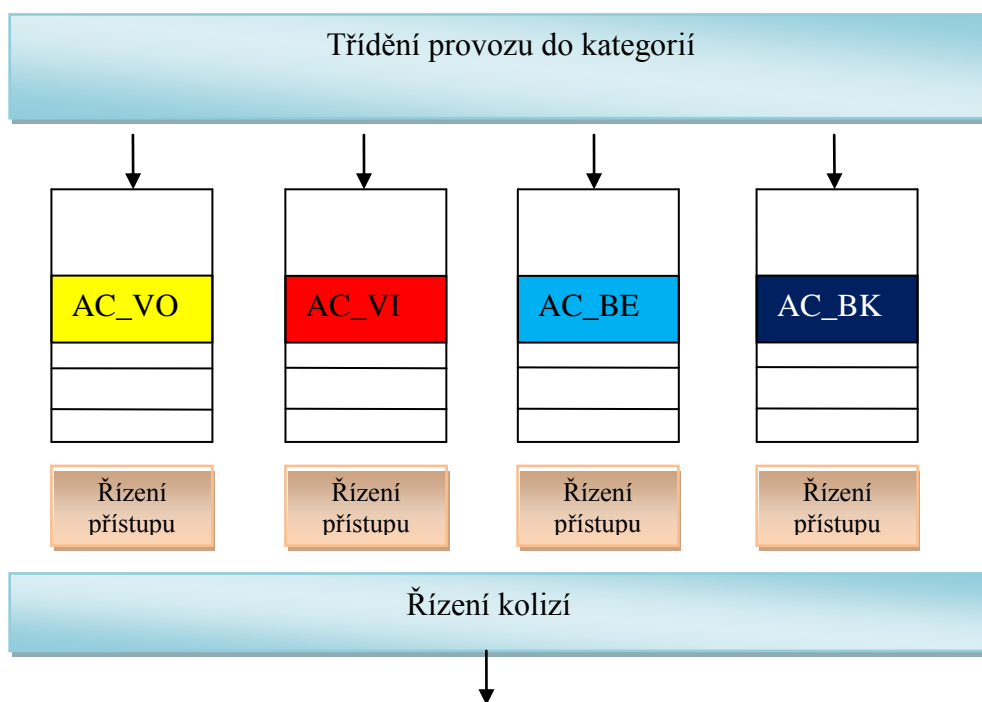 Třídění provozu do kategorií
AC_VO
AC_VI
AC_BE
AC_BK
Řízení
přístupu
Řízení
přístupu
Řízení
přístupu
Řízení
přístupu
Řízení kolizí